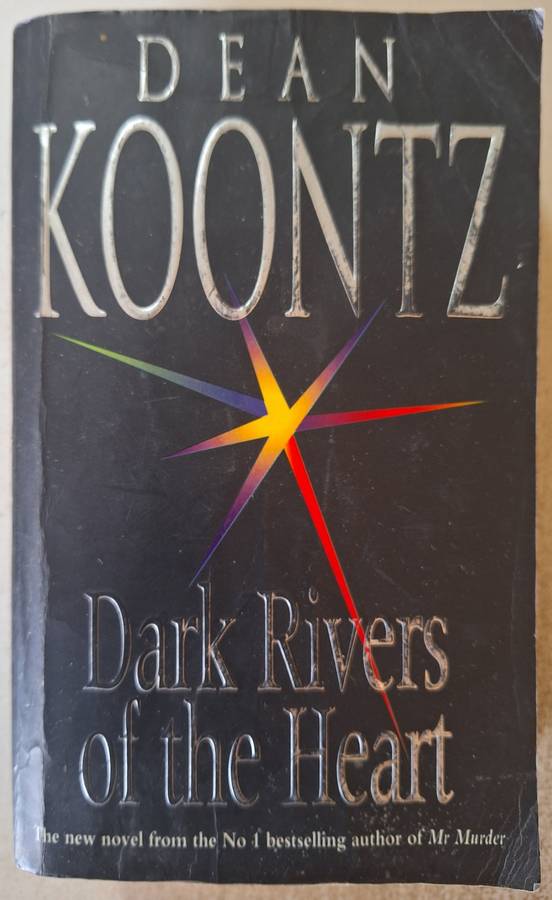 DEAN
KOONTZ
Dark Rivers
of the Heart
The new novel from the No 1 bestselling author of Mr Murder